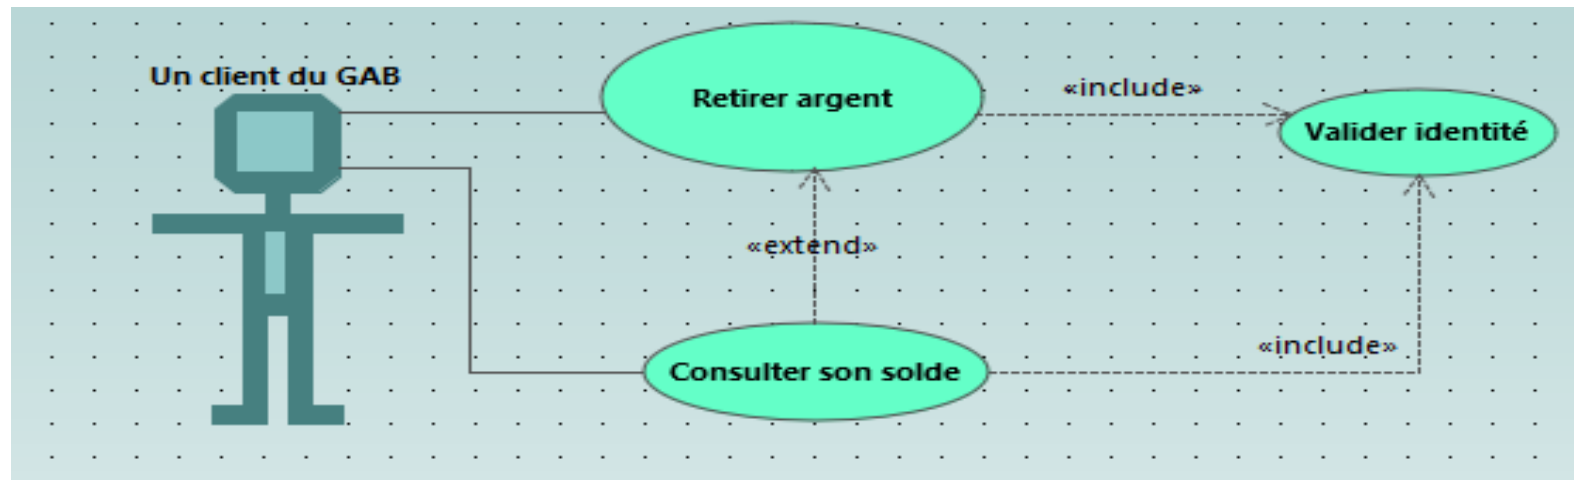 Un client du GAB
Retirer argent
«include»
Valider identité
«extend»
«include»
Consulter son solde